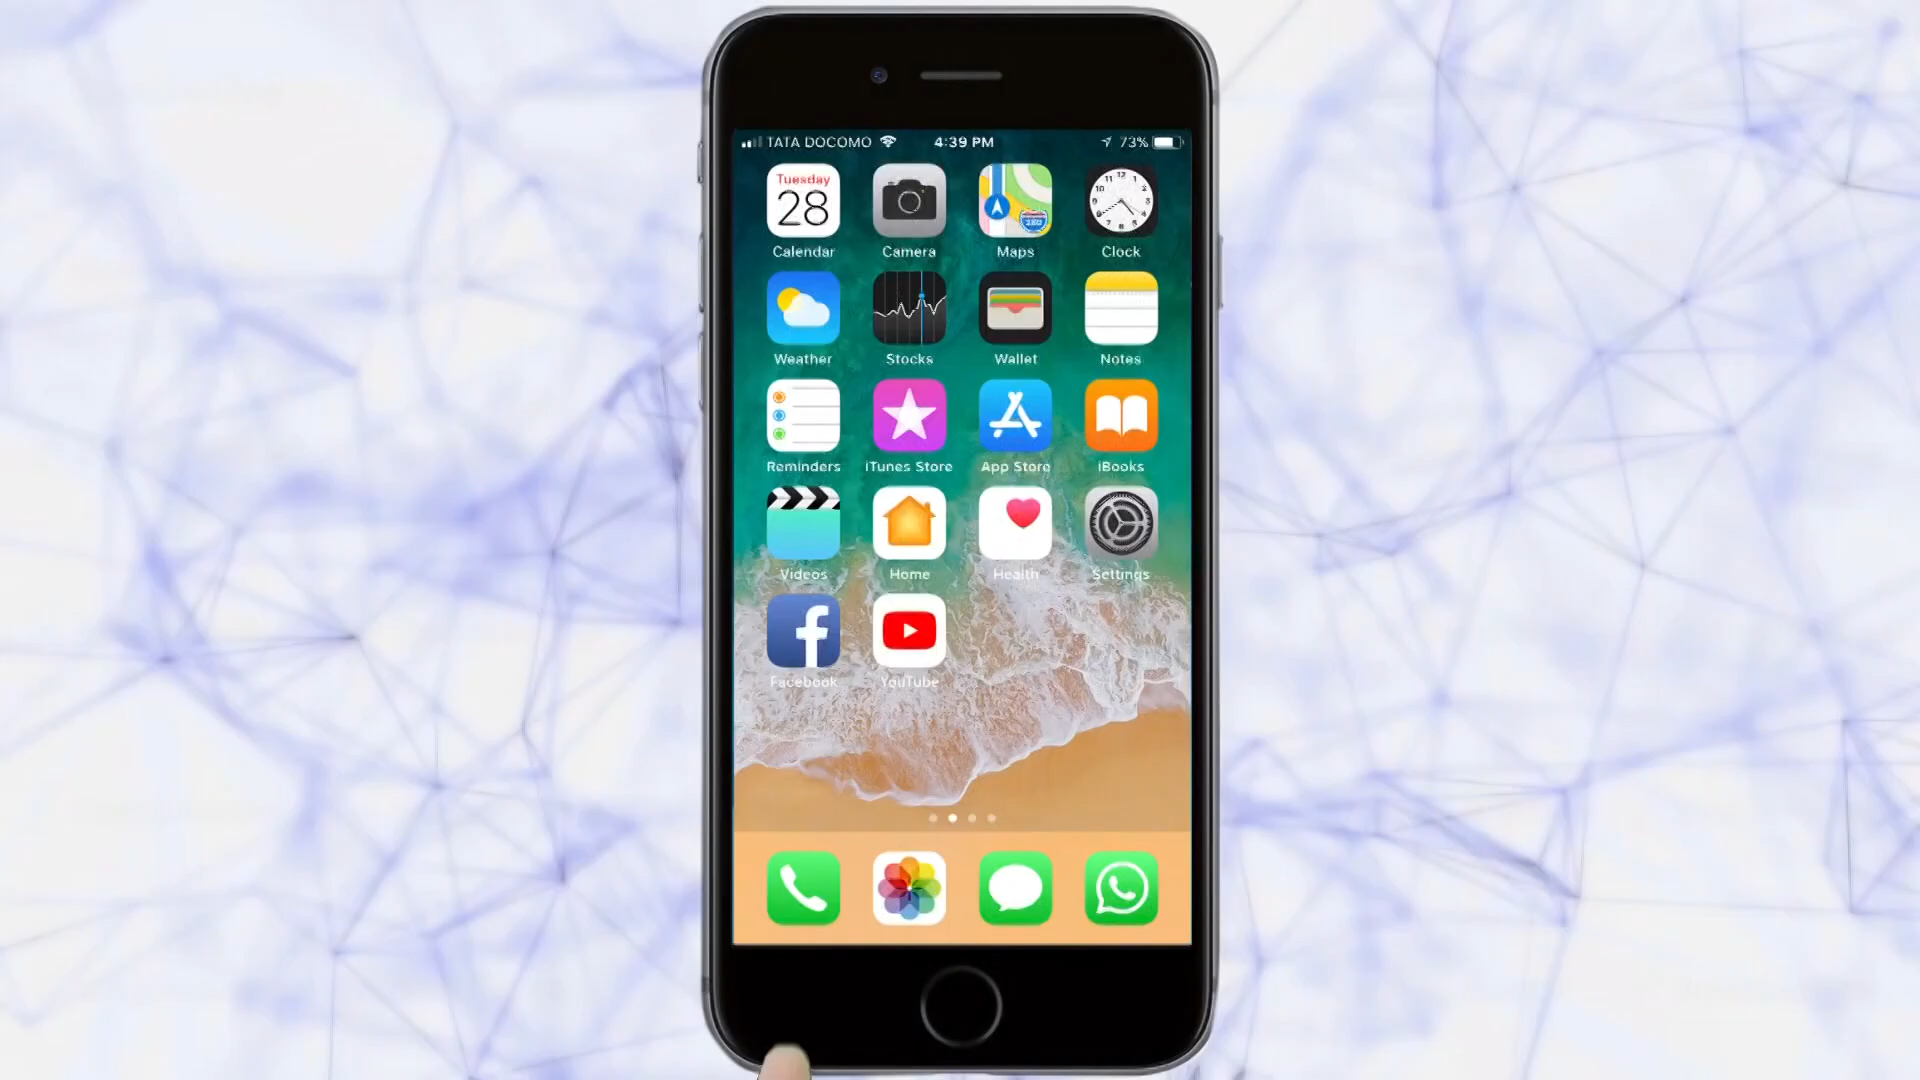 TATA DOCOMO 4:39 PM 73%
Tuesday
28
Calendar Camera Maps Clock
Weather Stocks Wallet Notes
Reminders iTunes Store App Store iBooks
Videos Home Health Settings
Facebook YouTube